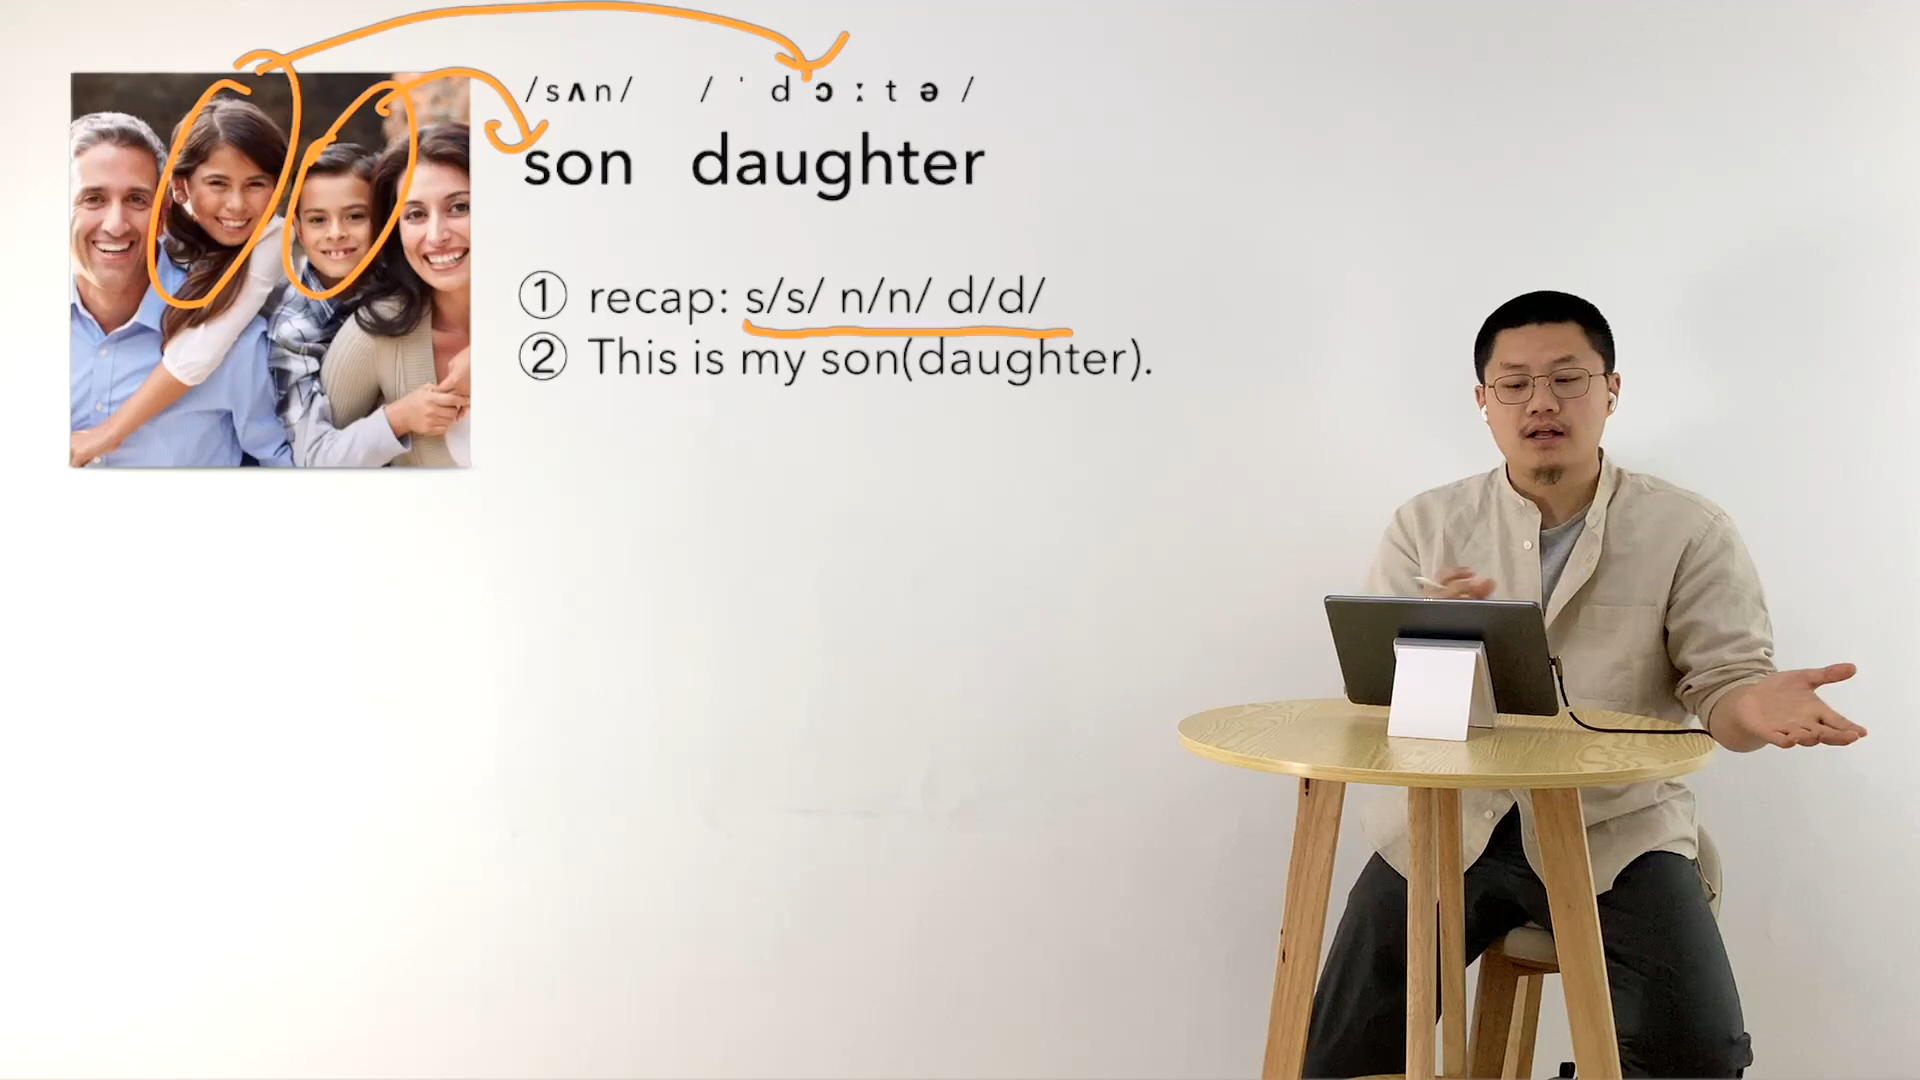 /sʌn/ /ˈdɔːtə/
son daughter
① recap: s/s/ n/n/ d/d/
② This is my son(daughter).